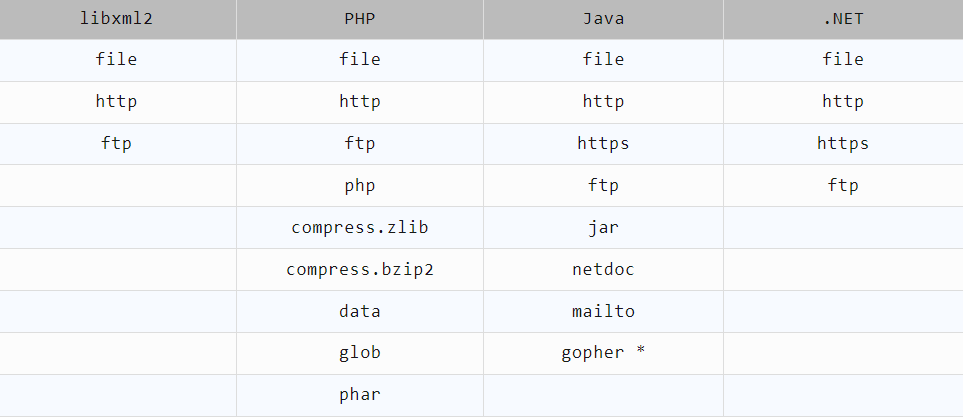 libxml2 PHP Java .NET
file file file file
http http http http
ftp ftp https https
php ftp ftp
compress.zlib jar
compress.bzip2 netdoc
data mailto
glob gopher *
phar